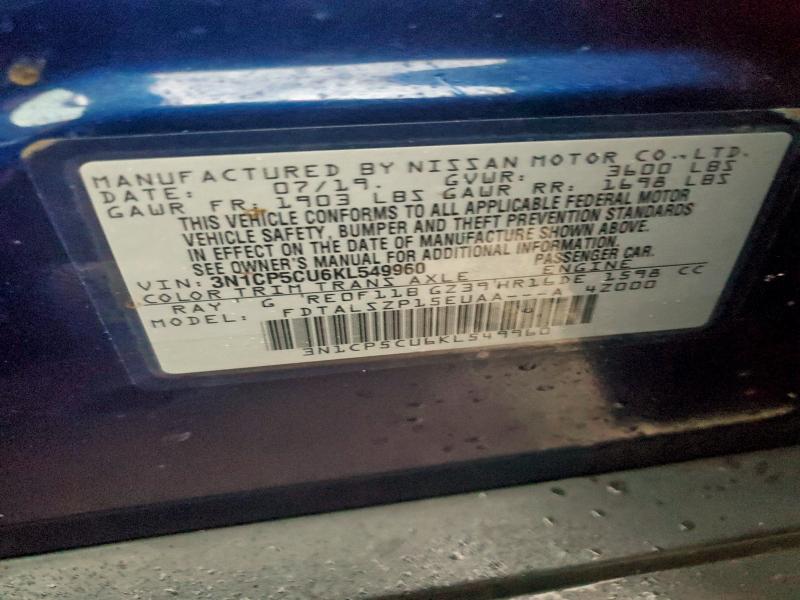 MANUFACTURED BY NISSAN MOTOR CO., LTD.
DATE: 07/19. GVWR: 3600 LBS
GAWR FR: 1903 LBS GAWR RR: 1698 LBS
THIS VEHICLE CONFORMS TO ALL APPLICABLE FEDERAL MOTOR
VEHICLE SAFETY, BUMPER AND THEFT PREVENTION STANDARDS
IN EFFECT ON THE DATE OF MANUFACTURE SHOWN ABOVE.
SEE OWNER'S MANUAL FOR ADDITIONAL INFORMATION.
VIN: 3N1CP5CU6KL549960 PASSENGER CAR.
COLOR TRIM TRANS AXLE ENGINE
RAY G RE0F11B GZ39 HR16DE 1598 CC
MODEL: FDTALSZP15EUAA---A 4Z000
3N1CP5CU6KL549960